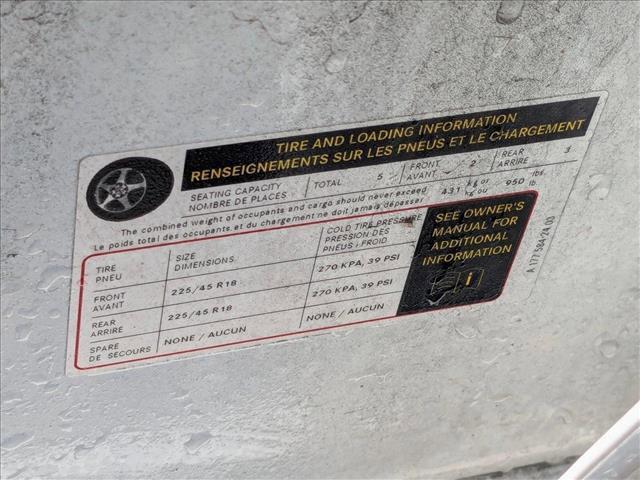 TIRE AND LOADING INFORMATION
RENSEIGNEMENTS SUR LES PNEUS ET LE CHARGEMENT
SEATING CAPACITY
NOMBRE DE PLACES
TOTAL 5
FRONT
AVANT
2
REAR
ARRIÈRE
3
The combined weight of occupants and cargo should never exceed
Le poids total des occupants et du chargement ne doit jamais dépasser
431 kg or
kg ou
950 lbs.
lb
TIRE
PNEU
SIZE
DIMENSIONS
COLD TIRE PRESSURE
PRESSION DES
PNEUS À FROID
FRONT
AVANT
225/45 R18
270 KPA, 39 PSI
REAR
ARRIÈRE
225/45 R18
270 KPA, 39 PSI
SPARE
DE SECOURS
NONE / AUCUN
NONE / AUCUN
SEE OWNER'S
MANUAL FOR
ADDITIONAL
INFORMATION
i
A 177 584 24 03